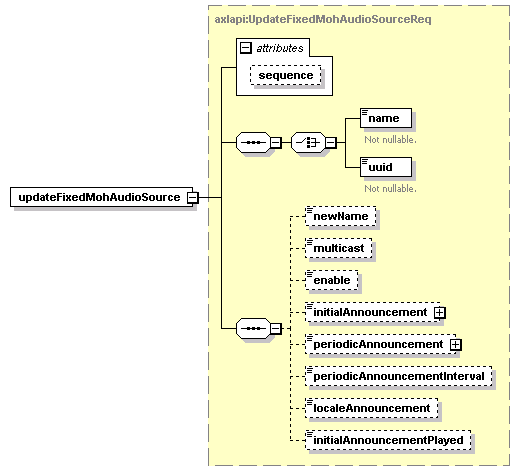 axlapi:UpdateFixedMohAudioSourceReq
attributes
sequence
name
Not nullable.
uuid
Not nullable.
updateFixedMohAudioSource
newName
multicast
enable
initialAnnouncement
periodicAnnouncement
periodicAnnouncementInterval
localeAnnouncement
initialAnnouncementPlayed